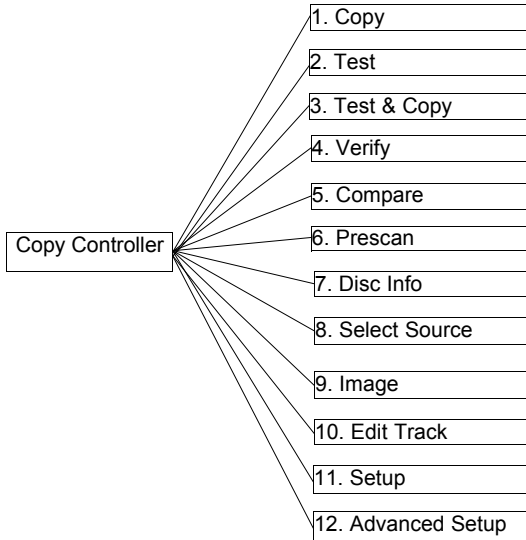 1. Copy
2. Test
3. Test & Copy
4. Verify
5. Compare
Copy Controller
6. Prescan
7. Disc Info
8. Select Source
9. Image
10. Edit Track
11. Setup
12. Advanced Setup